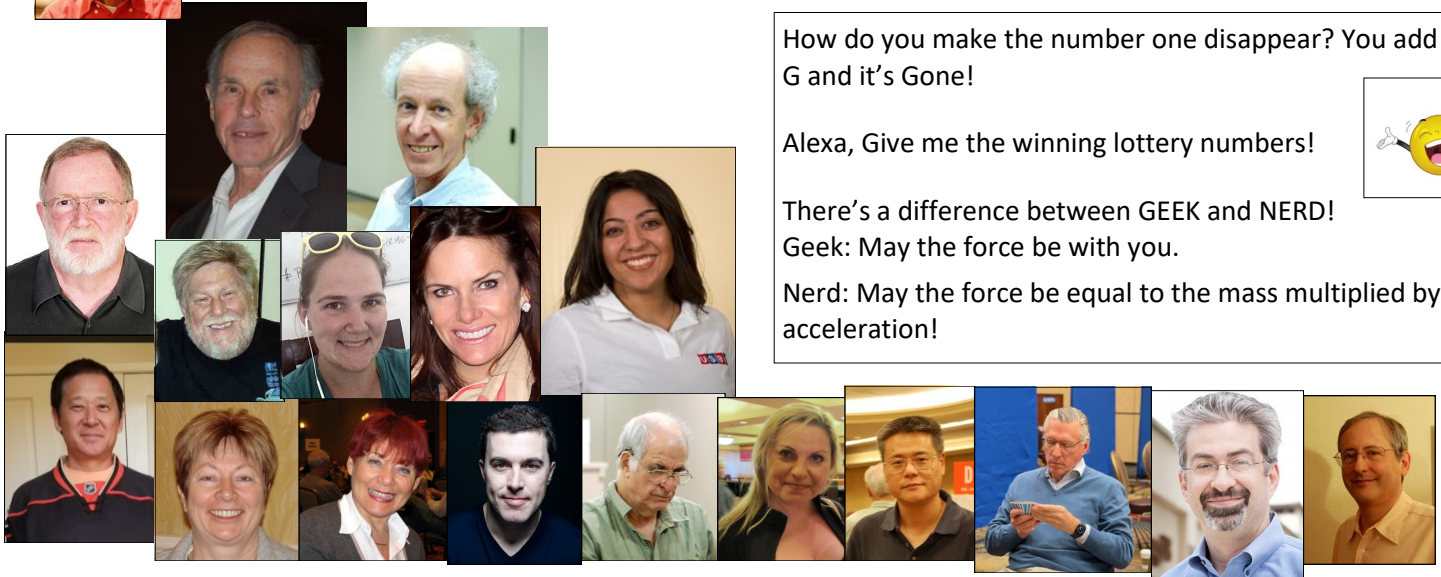 How do you make the number one disappear? You add
G and it’s Gone!
Alexa, Give me the winning lottery numbers!
There’s a difference between GEEK and NERD!
Geek: May the force be with you.
Nerd: May the force be equal to the mass multiplied by
acceleration!